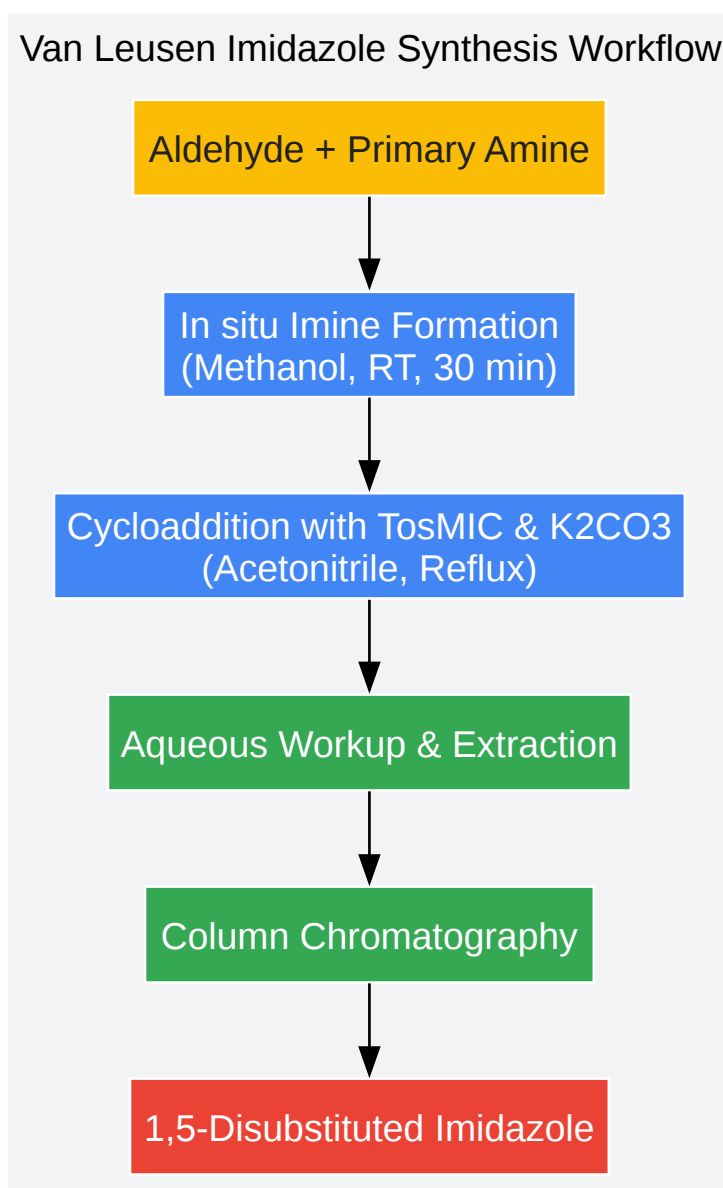 Van Leusen Imidazole Synthesis Workflow
Aldehyde + Primary Amine
In situ Imine Formation
(Methanol, RT, 30 min)
Cycloaddition with TosMIC & K2CO3
(Acetonitrile, Reflux)
Aqueous Workup & Extraction
Column Chromatography
1,5-Disubstituted Imidazole